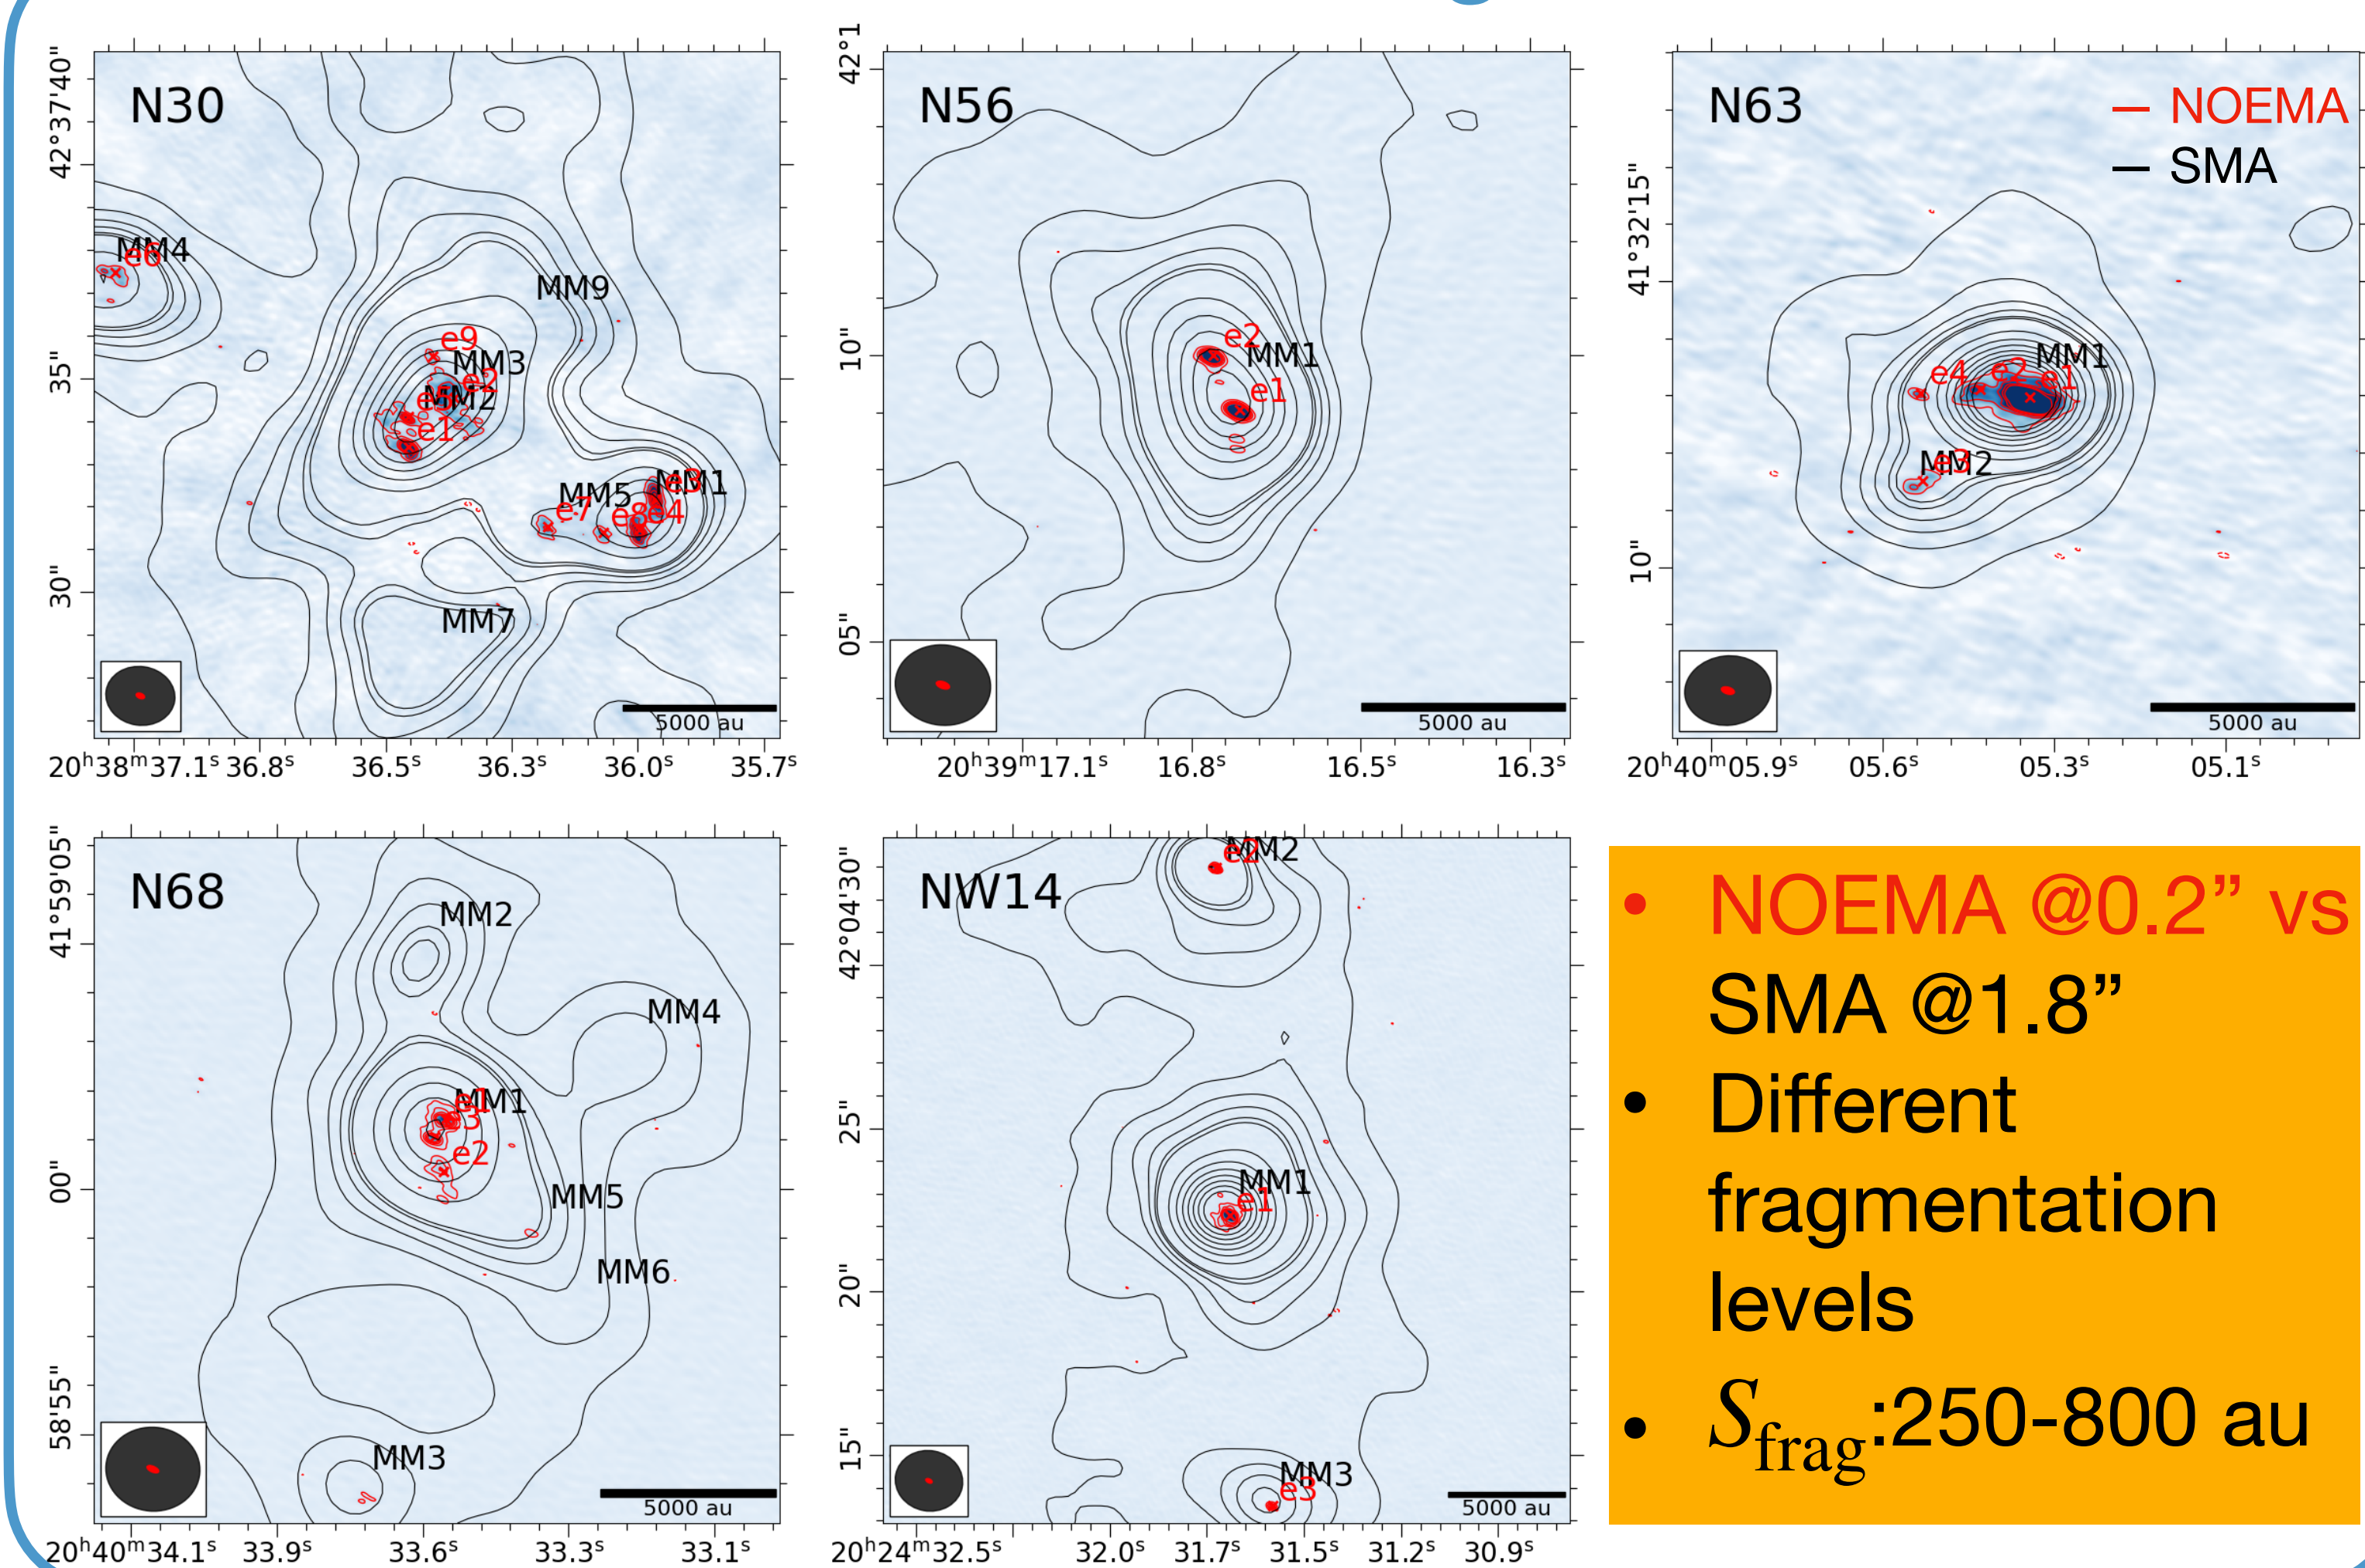 N30
42°37'40"
35"
30"
MM4
e6
MM9
e9
MM3
e2
MM2
e5
e1
MM1
e3
MM5
e7
e8
e4
MM7
5000 au
20ʰ38ᵐ37.1ˢ 36.8ˢ 36.5ˢ 36.3ˢ 36.0ˢ 35.7ˢ
N56
42°1
10"
05"
e2
MM1
e1
5000 au
20ʰ39ᵐ17.1ˢ 16.8ˢ 16.5ˢ 16.3ˢ
N63
— NOEMA
— SMA
41°32'15"
10"
MM1
e4
e2
e1
MM2
e3
5000 au
20ʰ40ᵐ05.9ˢ 05.6ˢ 05.3ˢ 05.1ˢ
N68
41°59'05"
00"
58'55"
MM2
MM4
MM1
e1
e3
e2
MM5
MM6
MM3
5000 au
20ʰ40ᵐ34.1ˢ 33.9ˢ 33.6ˢ 33.3ˢ 33.1ˢ
NW14
42°04'30"
25"
20"
15"
MM2
e2
MM1
e1
MM3
e3
5000 au
20ʰ24ᵐ32.5ˢ 32.0ˢ 31.7ˢ 31.5ˢ 31.2ˢ 30.9ˢ
• NOEMA @0.2” vs
SMA @1.8”
• Different
fragmentation
levels
• S_frag:250-800 au